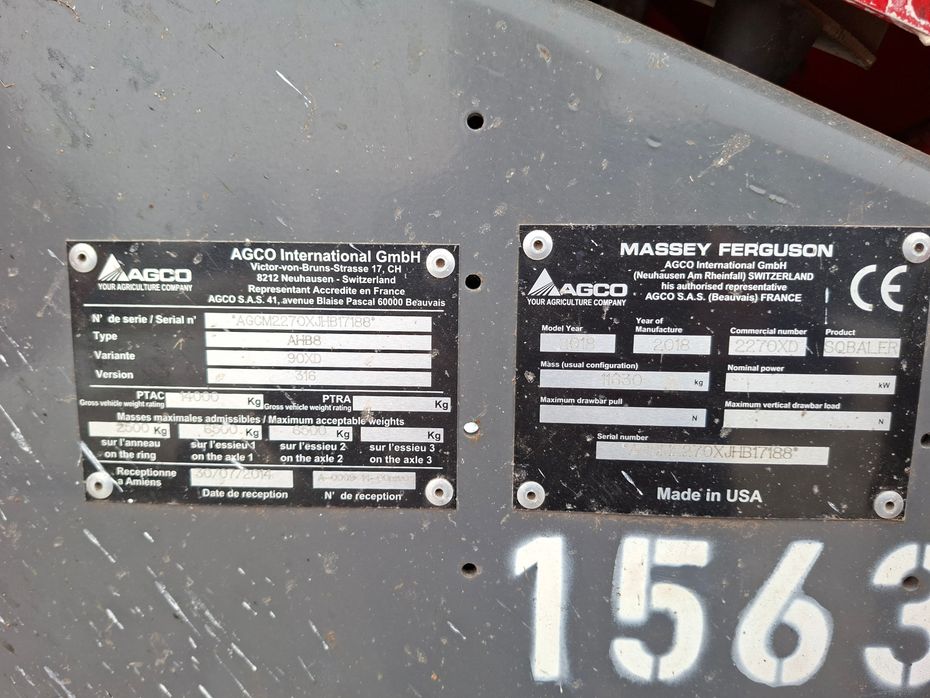 AGCO
YOUR AGRICULTURE COMPANY
AGCO International GmbH
Victor-von-Bruns-Strasse 17, CH
8212 Neuhausen - Switzerland
Representant Accredite en France
AGCO S.A.S. 41, avenue Blaise Pascal 60000 Beauvais
N' de serie / Serial n' *AGCM2270XJHB17188*
Type AHB8
Variante 90XD
Version 316
PTAC 14000 Kg PTRA Kg
Gross vehicle weight rating Gross vehicle weight rating
Masses maximales admissibles / Maximum acceptable weights
2500 Kg 6500 Kg 6500 Kg Kg
sur l'anneau sur l'essieu 1 sur l'essieu 2 sur l'essieu 3
on the ring on the axle 1 on the axle 2 on the axle 3
Receptionne
a Amiens
Date de reception N' de reception
MASSEY FERGUSON
AGCO
YOUR AGRICULTURE COMPANY
AGCO International GmbH
(Neuhausen Am Rheinfall) SWITZERLAND
his authorised representative
AGCO S.A.S. (Beauvais) FRANCE
CE
Model Year Year of Manufacture Commercial number Product
2018 2018 2270XD SQBALER
Mass (usual configuration) Nominal power
kg kW
Maximum drawbar pull Maximum vertical drawbar load
N N
Serial number
*AGCM2270XJHB17188*
Made in USA
1563